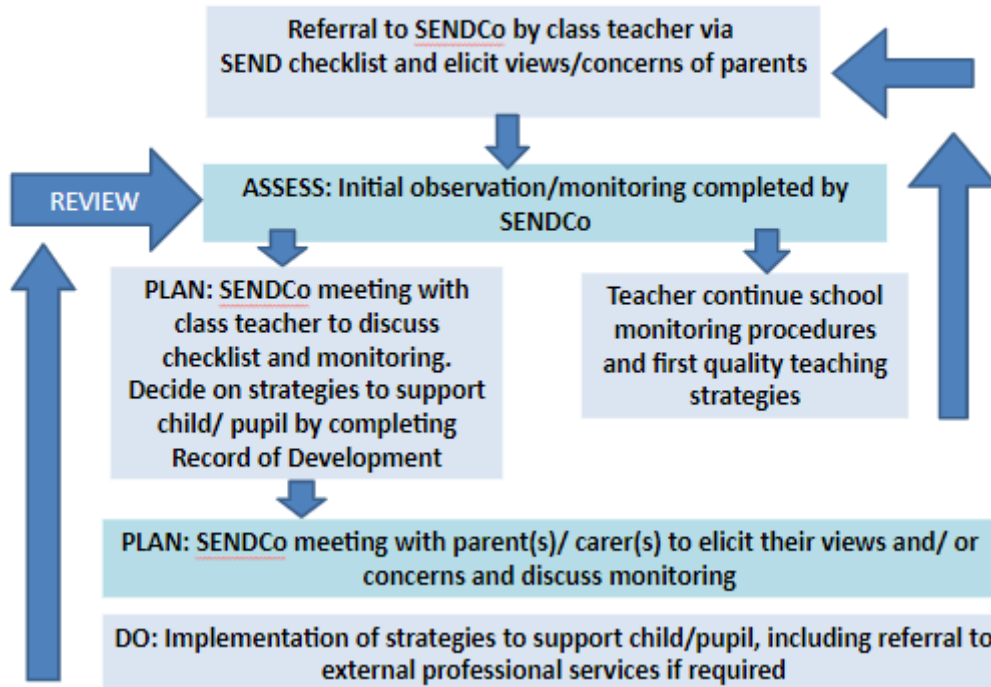 Referral to SENDCo by class teacher via
SEND checklist and elicit views/concerns of parents
REVIEW
ASSESS: Initial observation/monitoring completed by
SENDCo
PLAN: SENDCo meeting with
class teacher to discuss
checklist and monitoring.
Decide on strategies to support
child/ pupil by completing
Record of Development
Teacher continue school
monitoring procedures
and first quality teaching
strategies
PLAN: SENDCo meeting with parent(s)/ carer(s) to elicit their views and/ or
concerns and discuss monitoring
DO: Implementation of strategies to support child/pupil, including referral to
external professional services if required